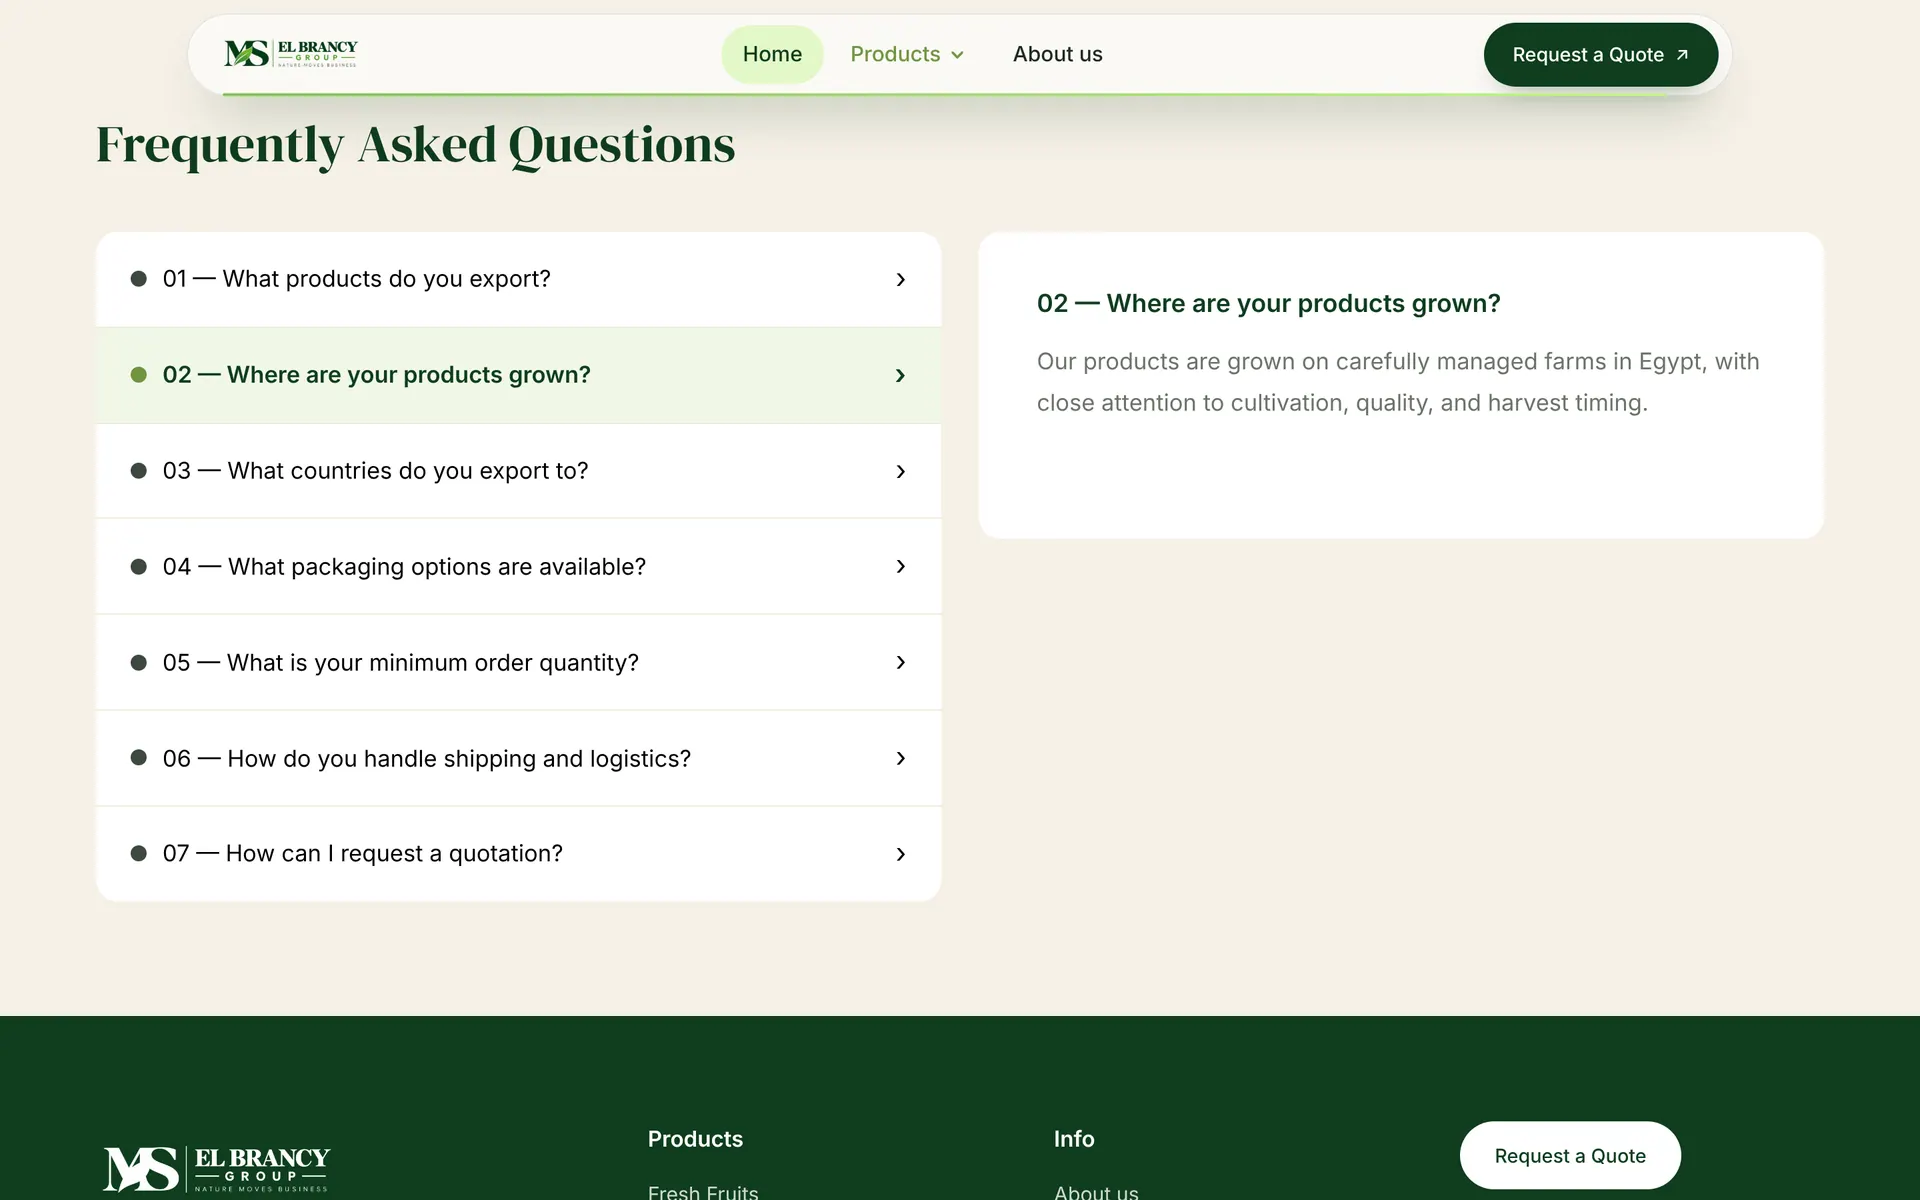 MS EL BRANCY
GROUP
NATURE MOVES BUSINESS
Home
Products
About us
Request a Quote
Frequently Asked Questions
01 — What products do you export?
02 — Where are your products grown?
03 — What countries do you export to?
04 — What packaging options are available?
05 — What is your minimum order quantity?
06 — How do you handle shipping and logistics?
07 — How can I request a quotation?
02 — Where are your products grown?
Our products are grown on carefully managed farms in Egypt, with
close attention to cultivation, quality, and harvest timing.
MS EL BRANCY
GROUP
NATURE MOVES BUSINESS
Products
Fresh Fruits
Info
About us
Request a Quote